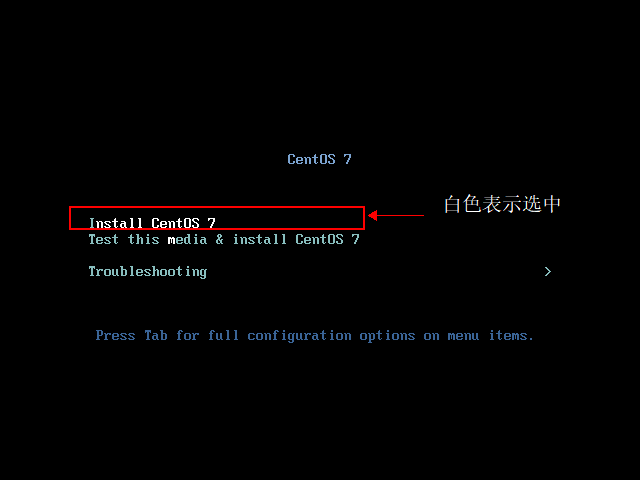 CentOS 7
白色表示选中
Install CentOS 7
Test this media & install CentOS 7
Troubleshooting >
Press Tab for full configuration options on menu items.